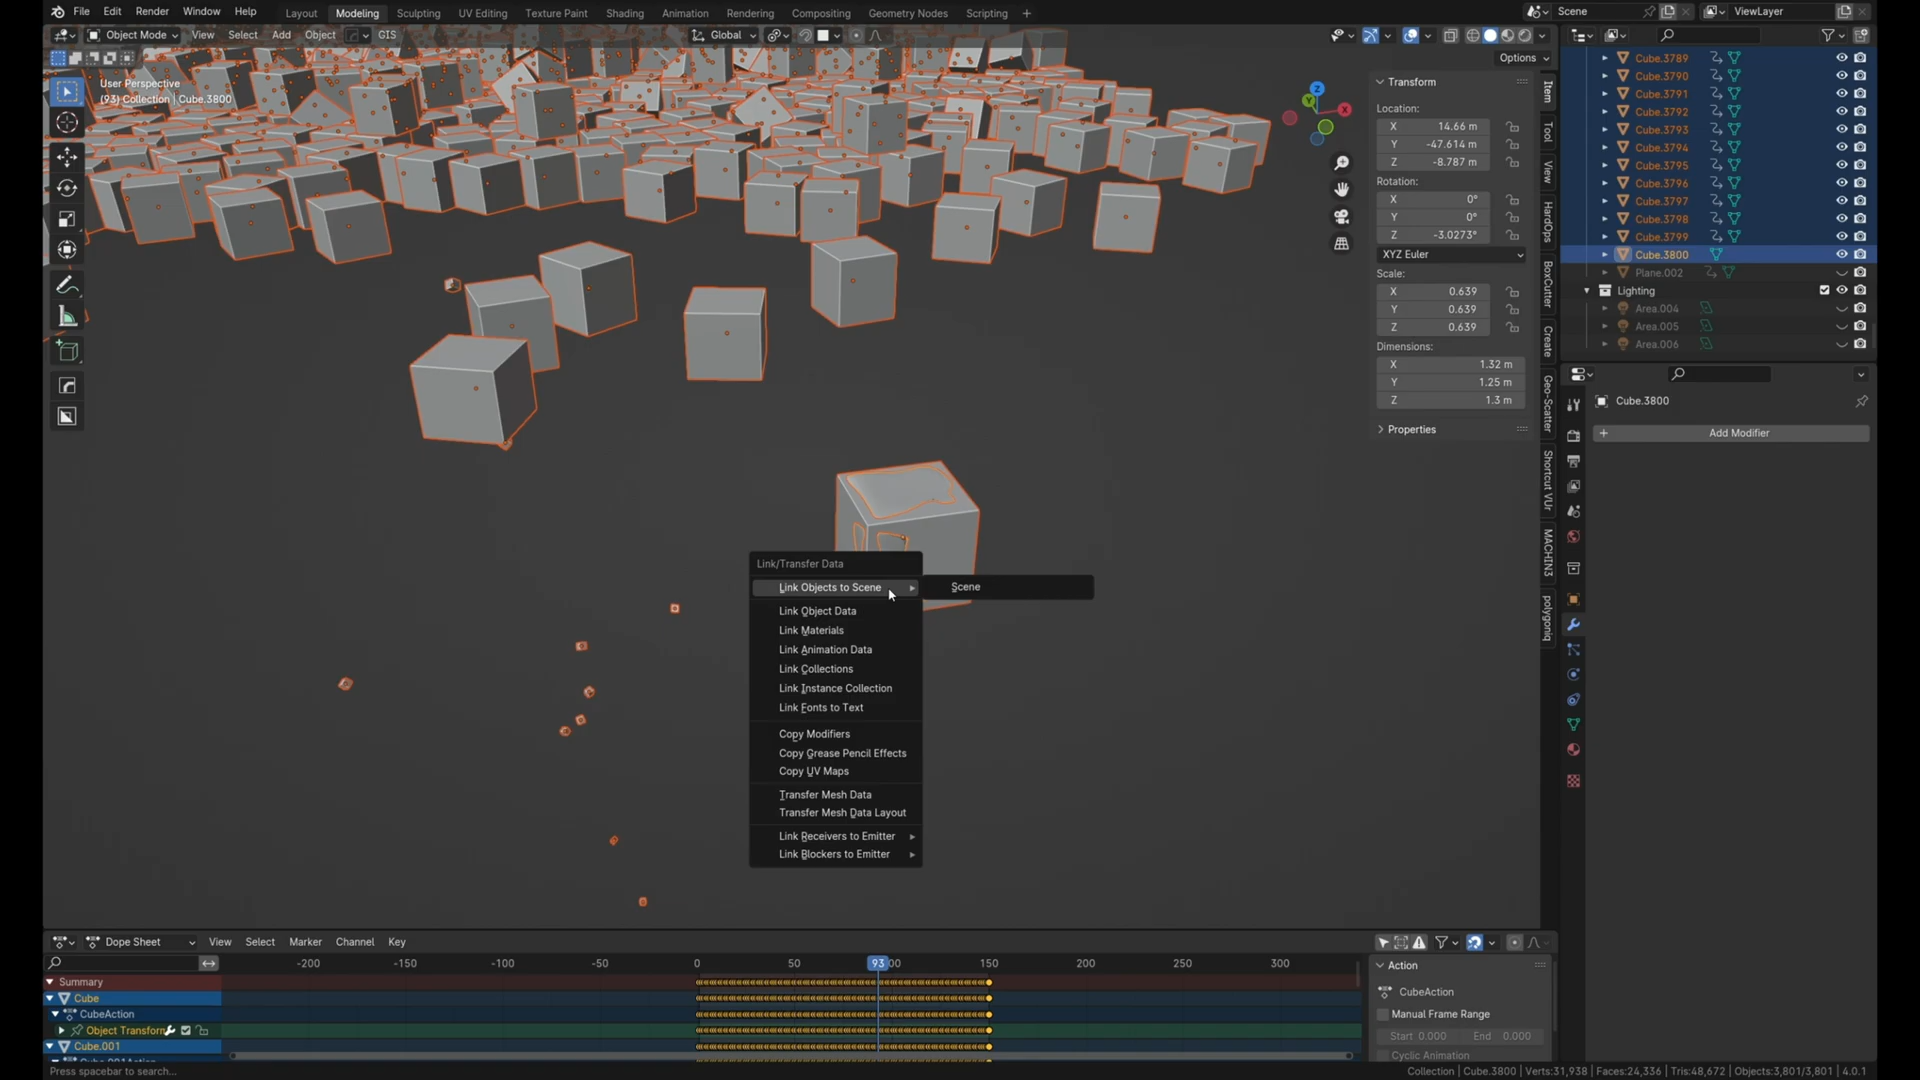 File Edit Render Window Help Layout Modeling Sculpting UV Editing Texture Paint Shading Animation Rendering Compositing Geometry Nodes Scripting + Scene ViewLayer
Object Mode View Select Add Object GIS Global
Options
User Perspective
(93) Collection | Cube.3800
Z
Y
X
Transform
Location:
X 14.66 m
Y -47.614 m
Z -8.787 m
Rotation:
X 0°
Y 0°
Z -3.0273°
XYZ Euler
Scale:
X 0.639
Y 0.639
Z 0.639
Dimensions:
X 1.32 m
Y 1.25 m
Z 1.3 m
Properties
Item
Tool
View
HardOps
BoxCutter
Create
Geo-Scatter
Shortcut VUr
MACHIN3
polygoniq
Cube.3789
Cube.3790
Cube.3791
Cube.3792
Cube.3793
Cube.3794
Cube.3795
Cube.3796
Cube.3797
Cube.3798
Cube.3799
Cube.3800
Plane.002
Lighting
Area.004
Area.005
Area.006
Cube.3800
+ Add Modifier
Link/Transfer Data
Link Objects to Scene
Scene
Link Object Data
Link Materials
Link Animation Data
Link Collections
Link Instance Collection
Link Fonts to Text
Copy Modifiers
Copy Grease Pencil Effects
Copy UV Maps
Transfer Mesh Data
Transfer Mesh Data Layout
Link Receivers to Emitter
Link Blockers to Emitter
Dope Sheet View Select Marker Channel Key
-200 -150 -100 -50 0 50 93 00 150 200 250 300
Summary
Cube
CubeAction
Object Transform
Cube.001
Cube.001Action
Action
CubeAction
Manual Frame Range
Start 0.000 End 0.000
Cyclic Animation
Press spacebar to search...
Collection | Cube.3800 | Verts:31,938 | Faces:24,336 | Tris:48,672 | Objects:3,801/3,801 | 4.0.1